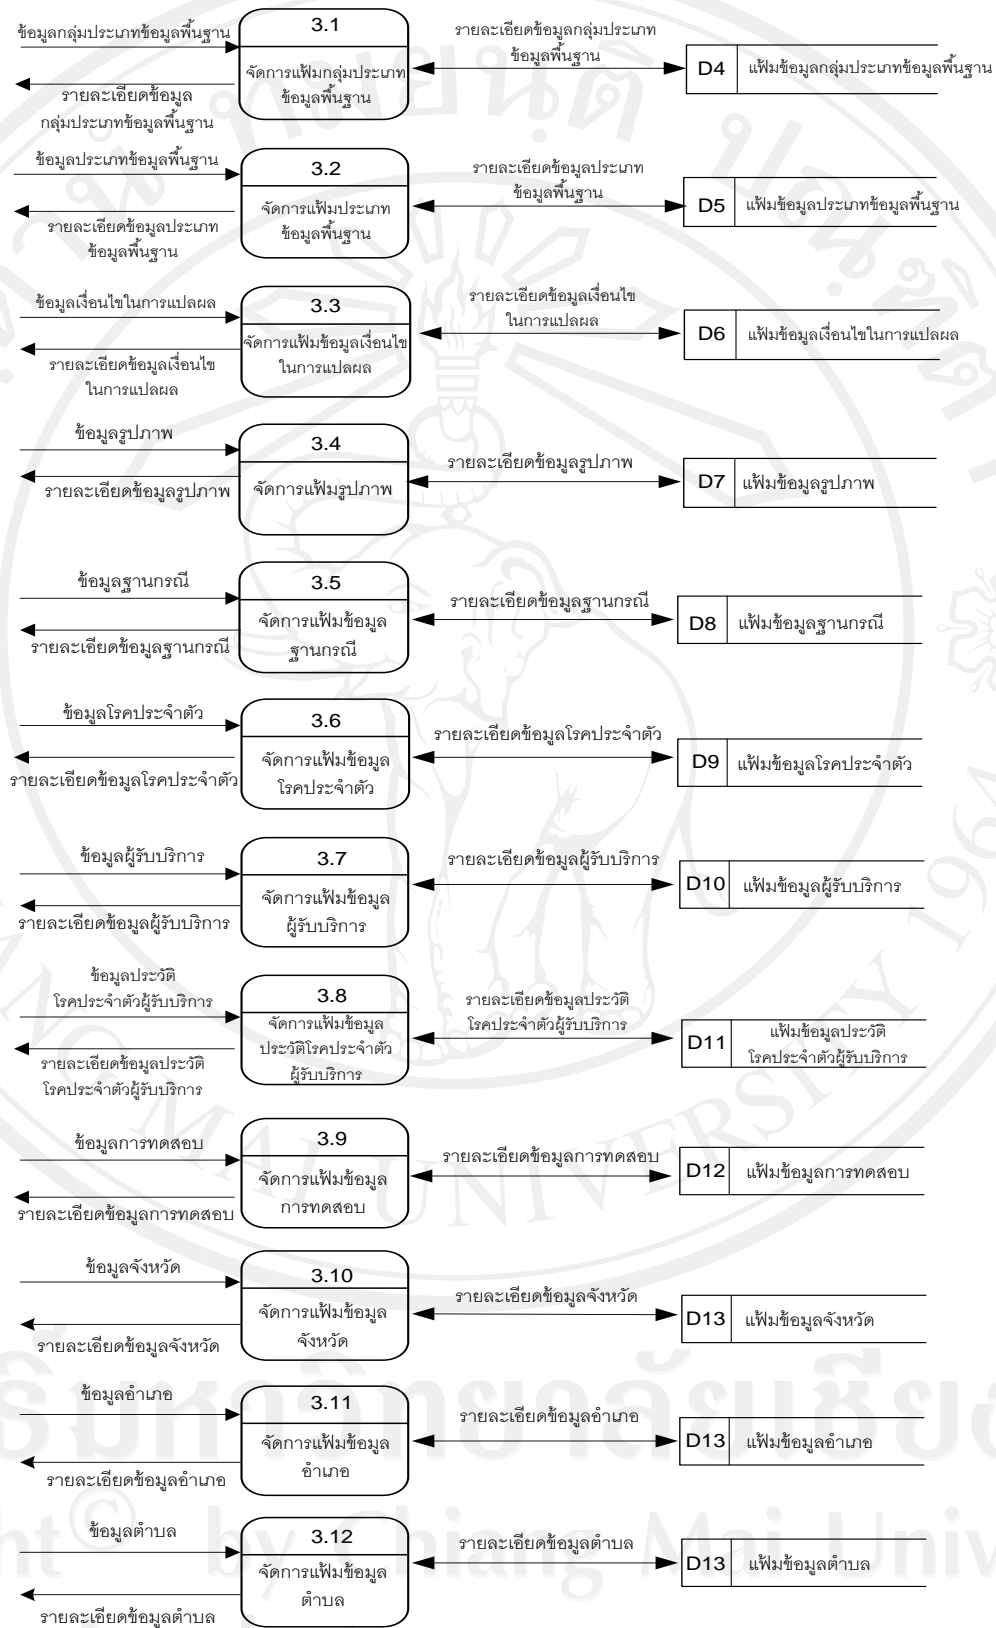 ข้อมูลกลุ่มประเภทข้อมูลพื้นฐาน
รายละเอียดข้อมูล
กลุ่มประเภทข้อมูลพื้นฐาน
3.1
จัดการแฟ้มกลุ่มประเภท
ข้อมูลพื้นฐาน
รายละเอียดข้อมูลกลุ่มประเภท
ข้อมูลพื้นฐาน
D4
แฟ้มข้อมูลกลุ่มประเภทข้อมูลพื้นฐาน
ข้อมูลประเภทข้อมูลพื้นฐาน
รายละเอียดข้อมูลประเภท
ข้อมูลพื้นฐาน
3.2
จัดการแฟ้มประเภท
ข้อมูลพื้นฐาน
รายละเอียดข้อมูลประเภท
ข้อมูลพื้นฐาน
D5
แฟ้มข้อมูลประเภทข้อมูลพื้นฐาน
ข้อมูลเงื่อนไขในการแปลผล
รายละเอียดข้อมูลเงื่อนไข
ในการแปลผล
3.3
จัดการแฟ้มข้อมูลเงื่อนไข
ในการแปลผล
รายละเอียดข้อมูลเงื่อนไข
ในการแปลผล
D6
แฟ้มข้อมูลเงื่อนไขในการแปลผล
ข้อมูลรูปภาพ
รายละเอียดข้อมูลรูปภาพ
3.4
จัดการแฟ้มรูปภาพ
รายละเอียดข้อมูลรูปภาพ
D7
แฟ้มข้อมูลรูปภาพ
ข้อมูลฐานกรณี
รายละเอียดข้อมูลฐานกรณี
3.5
จัดการแฟ้มข้อมูล
ฐานกรณี
รายละเอียดข้อมูลฐานกรณี
D8
แฟ้มข้อมูลฐานกรณี
ข้อมูลโรคประจำตัว
รายละเอียดข้อมูลโรคประจำตัว
3.6
จัดการแฟ้มข้อมูล
โรคประจำตัว
รายละเอียดข้อมูลโรคประจำตัว
D9
แฟ้มข้อมูลโรคประจำตัว
ข้อมูลผู้รับบริการ
รายละเอียดข้อมูลผู้รับบริการ
3.7
จัดการแฟ้มข้อมูล
ผู้รับบริการ
รายละเอียดข้อมูลผู้รับบริการ
D10
แฟ้มข้อมูลผู้รับบริการ
ข้อมูลประวัติ
โรคประจำตัวผู้รับบริการ
รายละเอียดข้อมูลประวัติ
โรคประจำตัวผู้รับบริการ
3.8
จัดการแฟ้มข้อมูล
ประวัติโรคประจำตัว
ผู้รับบริการ
รายละเอียดข้อมูลประวัติ
โรคประจำตัวผู้รับบริการ
D11
แฟ้มข้อมูลประวัติ
โรคประจำตัวผู้รับบริการ
ข้อมูลการทดสอบ
รายละเอียดข้อมูลการทดสอบ
3.9
จัดการแฟ้มข้อมูล
การทดสอบ
รายละเอียดข้อมูลการทดสอบ
D12
แฟ้มข้อมูลการทดสอบ
ข้อมูลจังหวัด
รายละเอียดข้อมูลจังหวัด
3.10
จัดการแฟ้มข้อมูล
จังหวัด
รายละเอียดข้อมูลจังหวัด
D13
แฟ้มข้อมูลจังหวัด
ข้อมูลอำเภอ
รายละเอียดข้อมูลอำเภอ
3.11
จัดการแฟ้มข้อมูล
อำเภอ
รายละเอียดข้อมูลอำเภอ
D13
แฟ้มข้อมูลอำเภอ
ข้อมูลตำบล
รายละเอียดข้อมูลตำบล
3.12
จัดการแฟ้มข้อมูล
ตำบล
รายละเอียดข้อมูลตำบล
D13
แฟ้มข้อมูลตำบล
MAI UNIVERSITY 1964
© by Chiang Mai